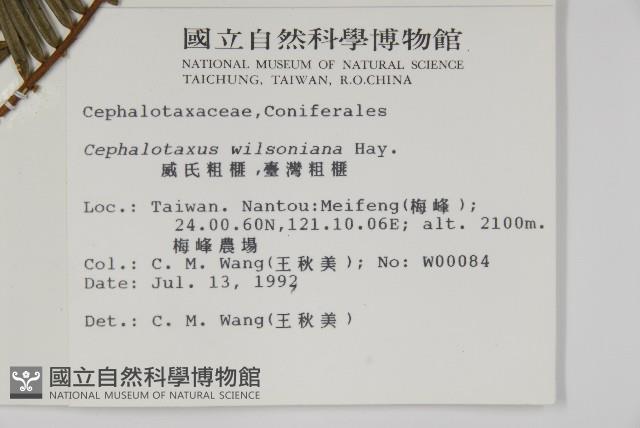 國立自然科學博物館
NATIONAL MUSEUM OF NATURAL SCIENCE
TAICHUNG, TAIWAN, R.O.CHINA
Cephalotaxaceae,Coniferales
Cephalotaxus wilsoniana Hay.
威氏粗榧,臺灣粗榧
Loc.: Taiwan. Nantou:Meifeng(梅峰);
24.00.60N,121.10.06E; alt. 2100m.
梅峰農場
Col.: C. M. Wang(王秋美); No: W00084
Date: Jul. 13, 1992
Det.: C. M. Wang(王秋美)
國立自然科學博物館
NATIONAL MUSEUM OF NATURAL SCIENCE